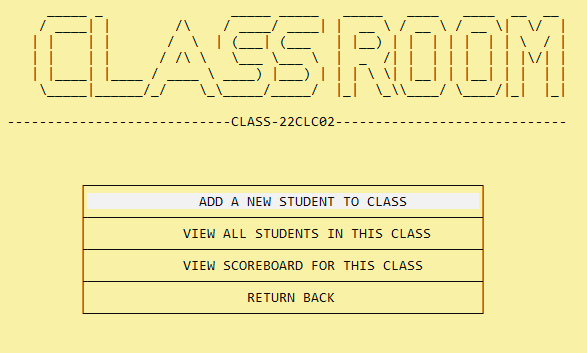 CLASSROOM
CLASS-22CLC02
ADD A NEW STUDENT TO CLASS
VIEW ALL STUDENTS IN THIS CLASS
VIEW SCOREBOARD FOR THIS CLASS
RETURN BACK